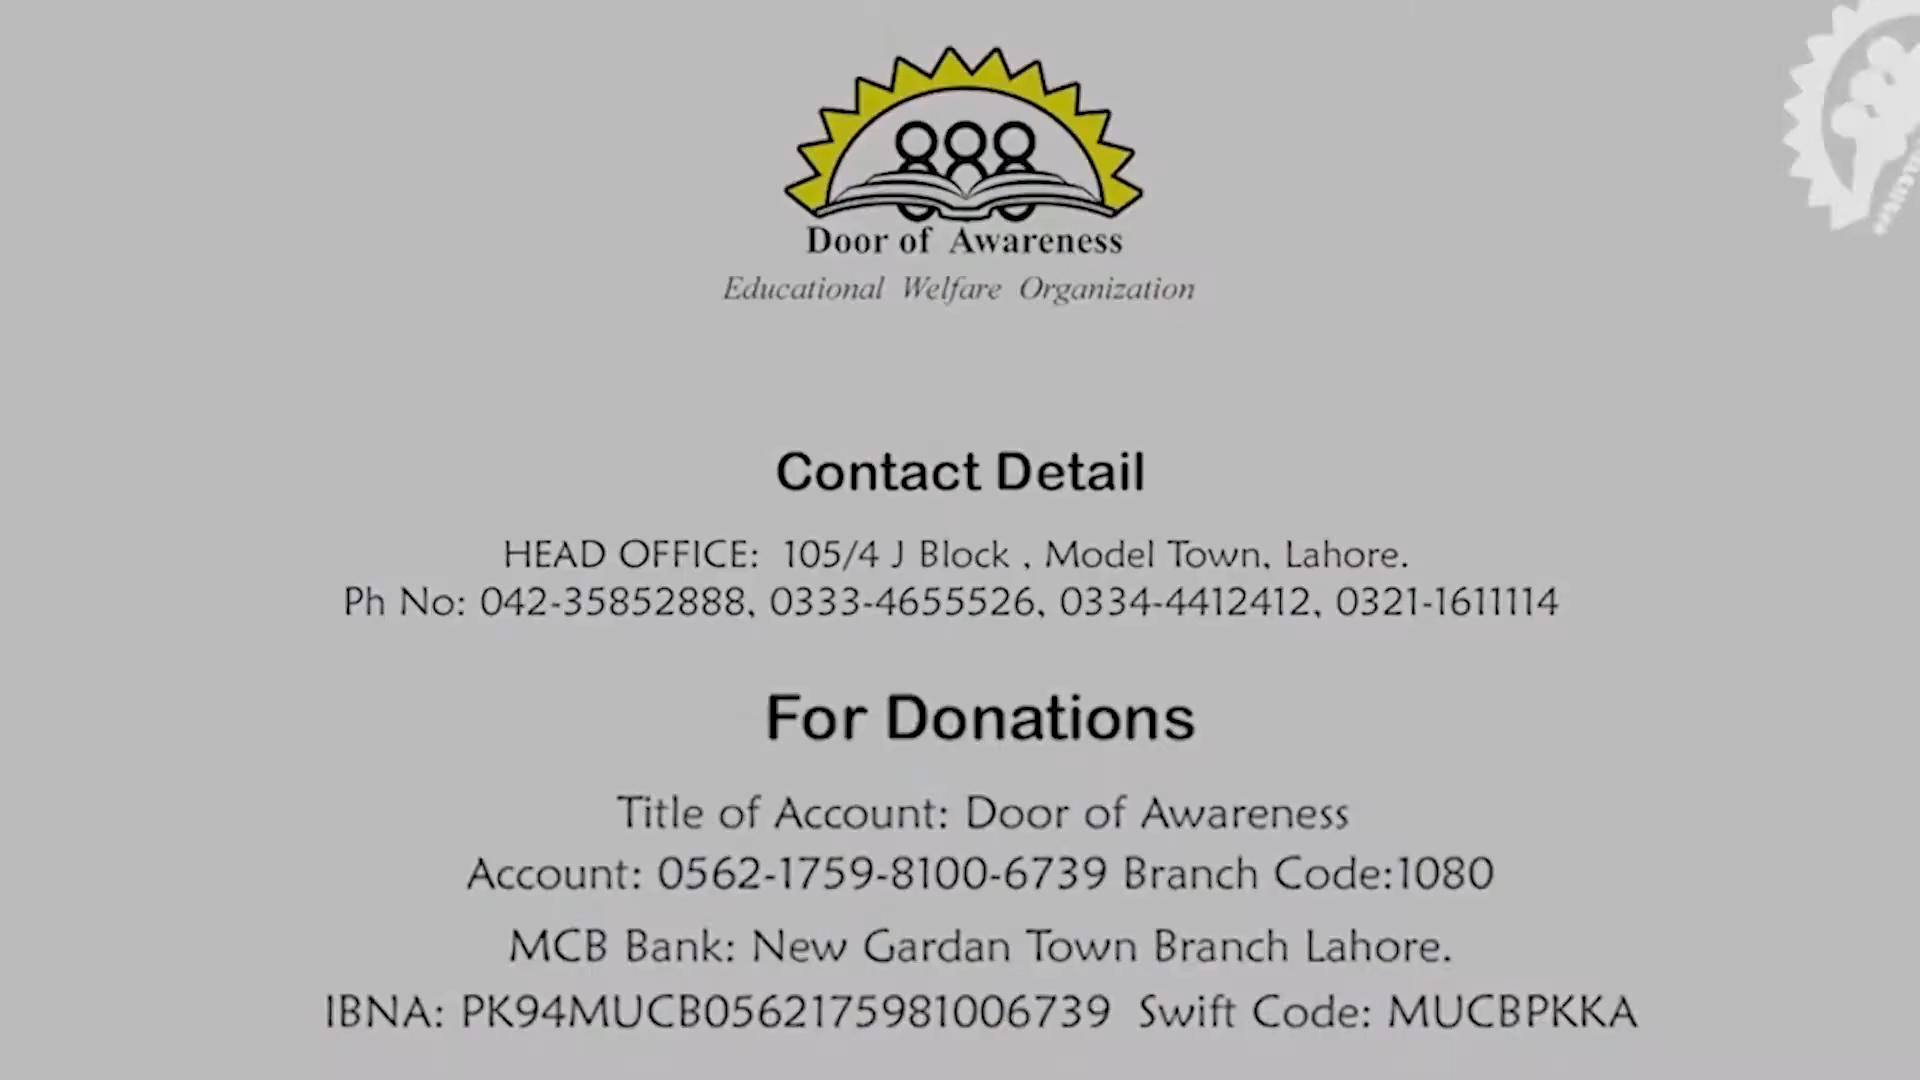 Door of Awareness
Educational Welfare Organization
Contact Detail
HEAD OFFICE: 105/4 J Block , Model Town, Lahore.
Ph No: 042-35852888, 0333-4655526, 0334-4412412, 0321-1611114
For Donations
Title of Account: Door of Awareness
Account: 0562-1759-8100-6739 Branch Code:1080
MCB Bank: New Gardan Town Branch Lahore.
IBNA: PK94MUCB0562175981006739 Swift Code: MUCBPKKA